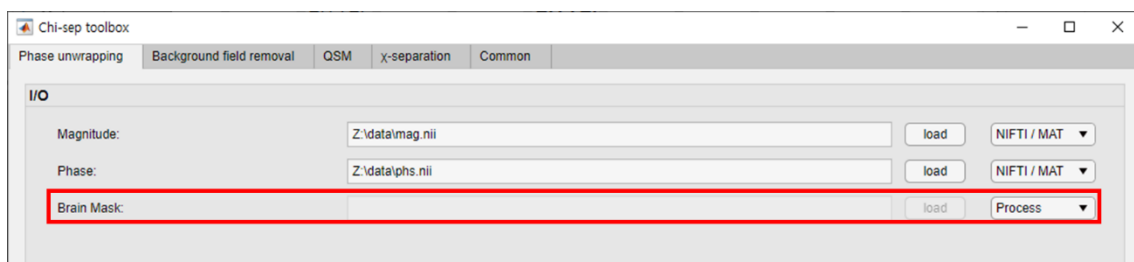 Chi-sep toolbox
Phase unwrapping Background field removal QSM χ-separation Common
I/O
Magnitude: Z:\data\mag.nii load NIFTI / MAT
Phase: Z:\data\phs.nii load NIFTI / MAT
Brain Mask: load Process